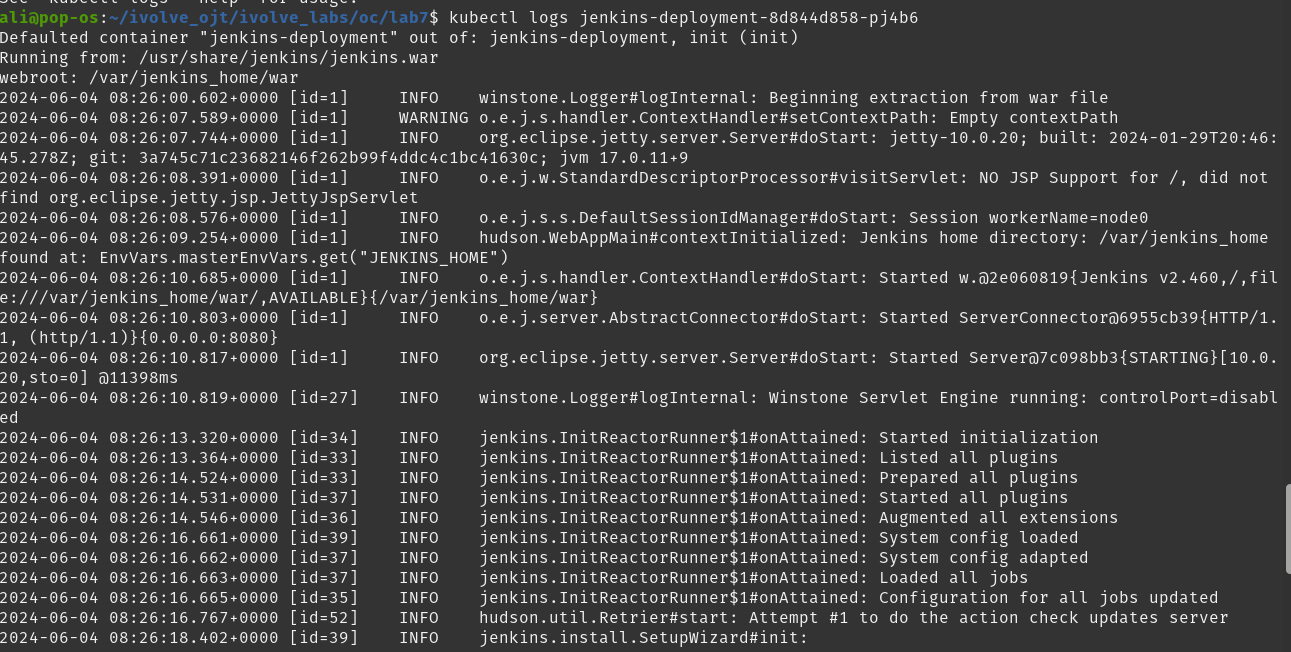 ali@pop-os:~/ivolve_ojt/ivolve_labs/oc/lab7$ kubectl logs jenkins-deployment-8d844d858-pj4b6
Defaulted container "jenkins-deployment" out of: jenkins-deployment, init (init)
Running from: /usr/share/jenkins/jenkins.war
webroot: /var/jenkins_home/war
2024-06-04 08:26:00.602+0000 [id=1]     INFO    winstone.Logger#logInternal: Beginning extraction from war file
2024-06-04 08:26:07.589+0000 [id=1]     WARNING o.e.j.s.handler.ContextHandler#setContextPath: Empty contextPath
2024-06-04 08:26:07.744+0000 [id=1]     INFO    org.eclipse.jetty.server.Server#doStart: jetty-10.0.20; built: 2024-01-29T20:46:
45.278Z; git: 3a745c71c23682146f262b99f4ddc4c1bc41630c; jvm 17.0.11+9
2024-06-04 08:26:08.391+0000 [id=1]     INFO    o.e.j.w.StandardDescriptorProcessor#visitServlet: NO JSP Support for /, did not
find org.eclipse.jetty.jsp.JettyJspServlet
2024-06-04 08:26:08.576+0000 [id=1]     INFO    o.e.j.s.s.DefaultSessionIdManager#doStart: Session workerName=node0
2024-06-04 08:26:09.254+0000 [id=1]     INFO    hudson.WebAppMain#contextInitialized: Jenkins home directory: /var/jenkins_home
found at: EnvVars.masterEnvVars.get("JENKINS_HOME")
2024-06-04 08:26:10.685+0000 [id=1]     INFO    o.e.j.s.handler.ContextHandler#doStart: Started w.@2e060819{Jenkins v2.460,/,fil
e:///var/jenkins_home/war/,AVAILABLE}{/var/jenkins_home/war}
2024-06-04 08:26:10.803+0000 [id=1]     INFO    o.e.j.server.AbstractConnector#doStart: Started ServerConnector@6955cb39{HTTP/1.
1, (http/1.1)}{0.0.0.0:8080}
2024-06-04 08:26:10.817+0000 [id=1]     INFO    org.eclipse.jetty.server.Server#doStart: Started Server@7c098bb3{STARTING}[10.0.
20,sto=0] @11398ms
2024-06-04 08:26:10.819+0000 [id=27]    INFO    winstone.Logger#logInternal: Winstone Servlet Engine running: controlPort=disabl
ed
2024-06-04 08:26:13.320+0000 [id=34]    INFO    jenkins.InitReactorRunner$1#onAttained: Started initialization
2024-06-04 08:26:13.364+0000 [id=33]    INFO    jenkins.InitReactorRunner$1#onAttained: Listed all plugins
2024-06-04 08:26:14.524+0000 [id=33]    INFO    jenkins.InitReactorRunner$1#onAttained: Prepared all plugins
2024-06-04 08:26:14.531+0000 [id=37]    INFO    jenkins.InitReactorRunner$1#onAttained: Started all plugins
2024-06-04 08:26:14.546+0000 [id=36]    INFO    jenkins.InitReactorRunner$1#onAttained: Augmented all extensions
2024-06-04 08:26:16.661+0000 [id=39]    INFO    jenkins.InitReactorRunner$1#onAttained: System config loaded
2024-06-04 08:26:16.662+0000 [id=37]    INFO    jenkins.InitReactorRunner$1#onAttained: System config adapted
2024-06-04 08:26:16.663+0000 [id=37]    INFO    jenkins.InitReactorRunner$1#onAttained: Loaded all jobs
2024-06-04 08:26:16.665+0000 [id=35]    INFO    jenkins.InitReactorRunner$1#onAttained: Configuration for all jobs updated
2024-06-04 08:26:16.767+0000 [id=52]    INFO    hudson.util.Retrier#start: Attempt #1 to do the action check updates server
2024-06-04 08:26:18.402+0000 [id=39]    INFO    jenkins.install.SetupWizard#init: